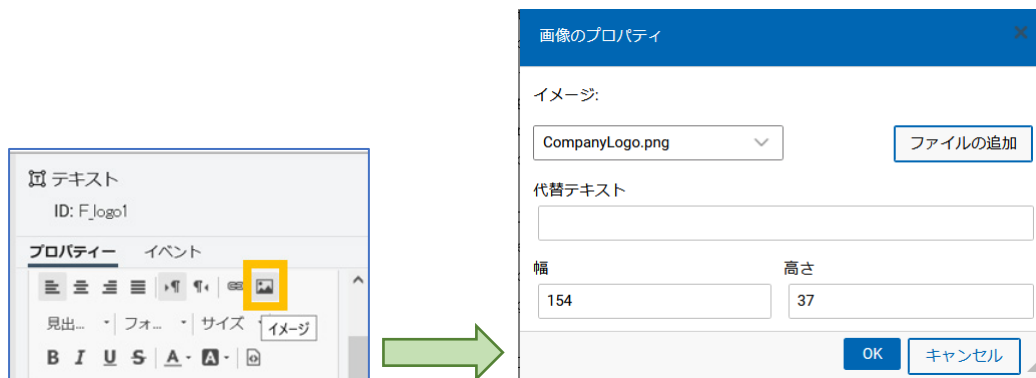 テキスト
ID: F_logo1
プロパティー イベント
見出... フォ... サイズ
イメージ
B I U S A A
画像のプロパティ
イメージ:
CompanyLogo.png ファイルの追加
代替テキスト
幅 高さ
154 37
OK キャンセル